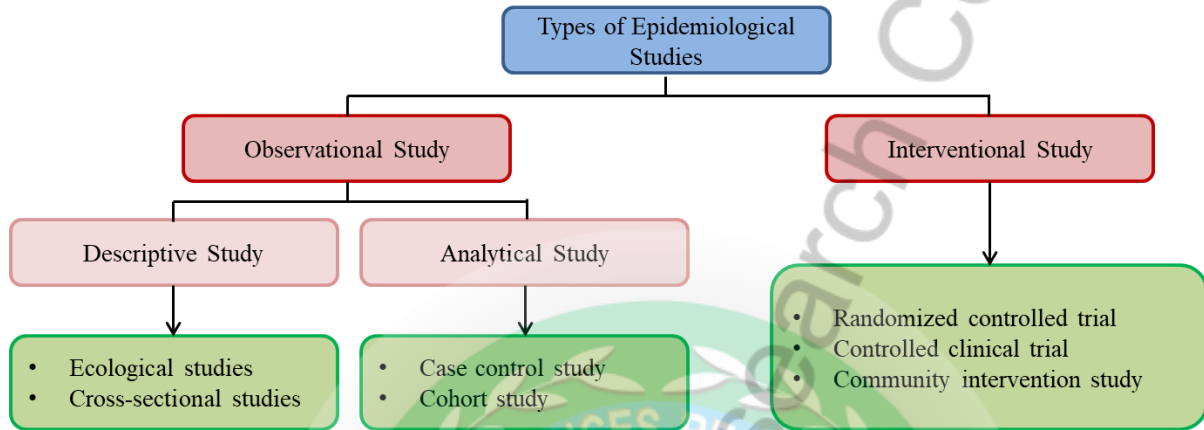 Types of Epidemiological
Studies
Observational Study
Interventional Study
Descriptive Study
Analytical Study
• Ecological studies
• Cross-sectional studies
• Case control study
• Cohort study
• Randomized controlled trial
• Controlled clinical trial
• Community intervention study